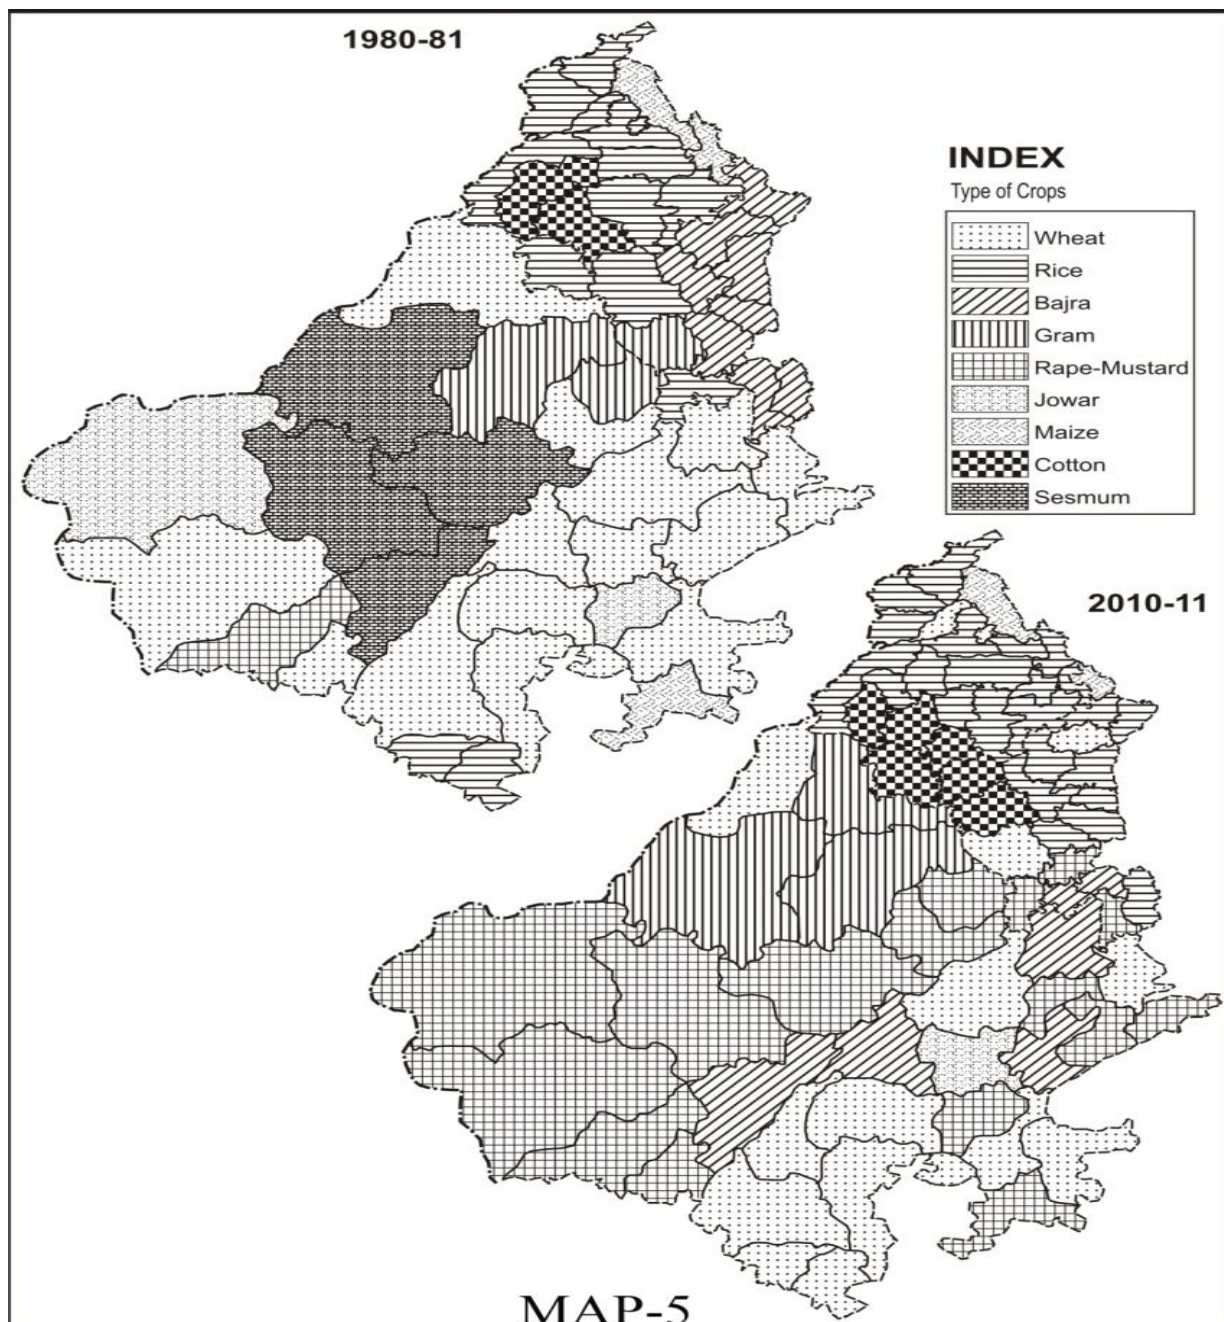 1980-81
INDEX
Type of Crops
Wheat
Rice
Bajra
Gram
Rape-Mustard
Jowar
Maize
Cotton
Sesmum
2010-11
MAP-5